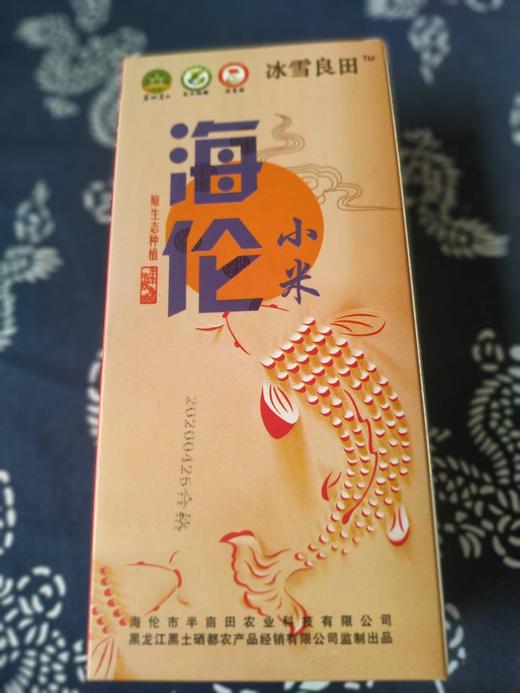 冰雪良田™
海伦
小米
原生态种植
20200425合格
海伦市半亩田农业科技有限公司
黑龙江黑土硒都农产品经销有限公司监制出品